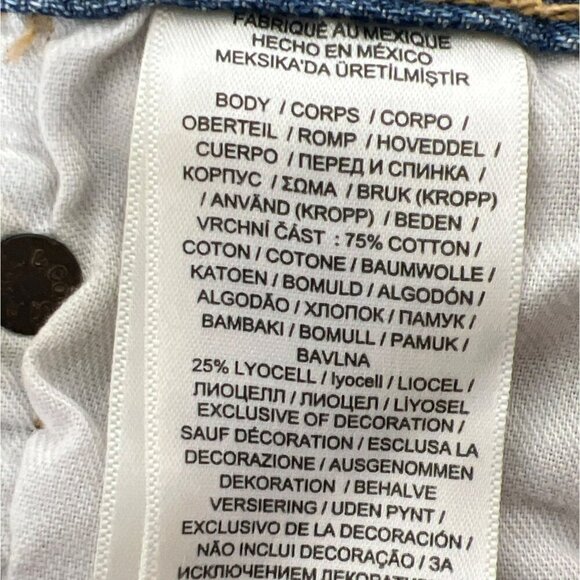 FABRIQUÉ AU MEXIQUE
HECHO EN MÉXICO
MEKSIKA'DA ÜRETİLMİŞTİR
BODY / CORPS / CORPO /
OBERTEIL / ROMP / HOVEDDEL /
CUERPO / ПЕРЕД И СПИНКА /
КОРПУС / ΣΩΜΑ / BRUK (KROPP)
/ ANVÄND (KROPP) / BEDEN /
VRCHNÍ ČÁST : 75% COTTON /
COTON / COTONE / BAUMWOLLE /
KATOEN / BOMULD / ALGODÓN /
ALGODÃO / ХЛОПОК / ПАМУК /
BAMBAKI / BOMULL / PAMUK /
BAVLNA
25% LYOCELL / lyocell / LIOCEL /
ЛИОЦЕЛЛ / ЛИОЦЕЛ / LİYOSEL
EXCLUSIVE OF DECORATION /
SAUF DÉCORATION / ESCLUSA LA
DECORAZIONE / AUSGENOMMEN
DEKORATION / BEHALVE
VERSIERING / UDEN PYNT /
EXCLUSIVO DE LA DECORACIÓN /
NÃO INCLUI DECORAÇÃO / ЗА
ИСКЛЮЧЕНИЕМ ДЕКОРАТИВ